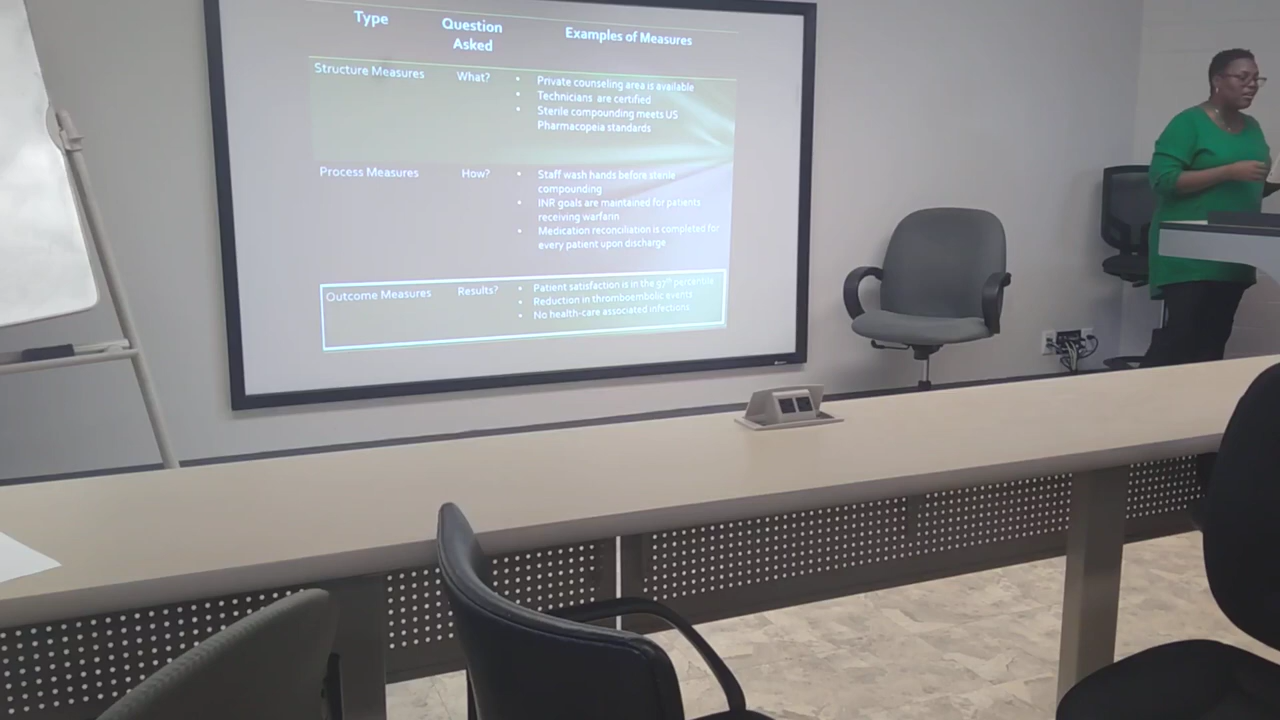 Type Question Asked Examples of Measures
Structure Measures What? • Private counseling area is available
• Technicians are certified
• Sterile compounding meets US
Pharmacopeia standards
Process Measures How? • Staff wash hands before sterile
compounding
• INR goals are maintained for patients
receiving warfarin
• Medication reconciliation is completed for
every patient upon discharge
Outcome Measures Results? • Patient satisfaction is in the 97th percentile
• Reduction in thromboembolic events
• No health-care associated infections